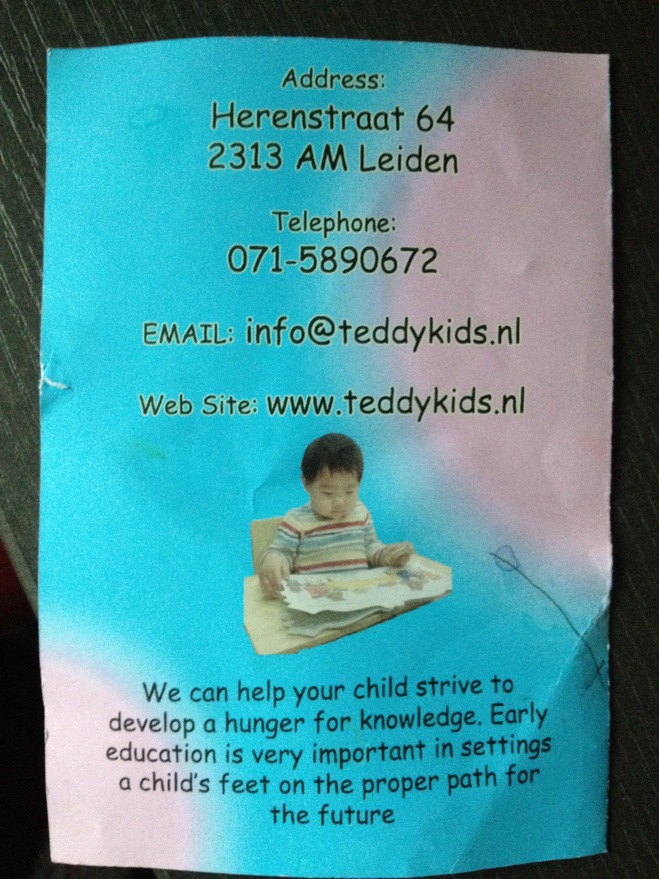 Address:
Herenstraat 64
2313 AM Leiden
Telephone:
071-5890672
EMAIL: info@teddykids.nl
Web Site: www.teddykids.nl
We can help your child strive to
develop a hunger for knowledge. Early
education is very important in settings
a child's feet on the proper path for
the future